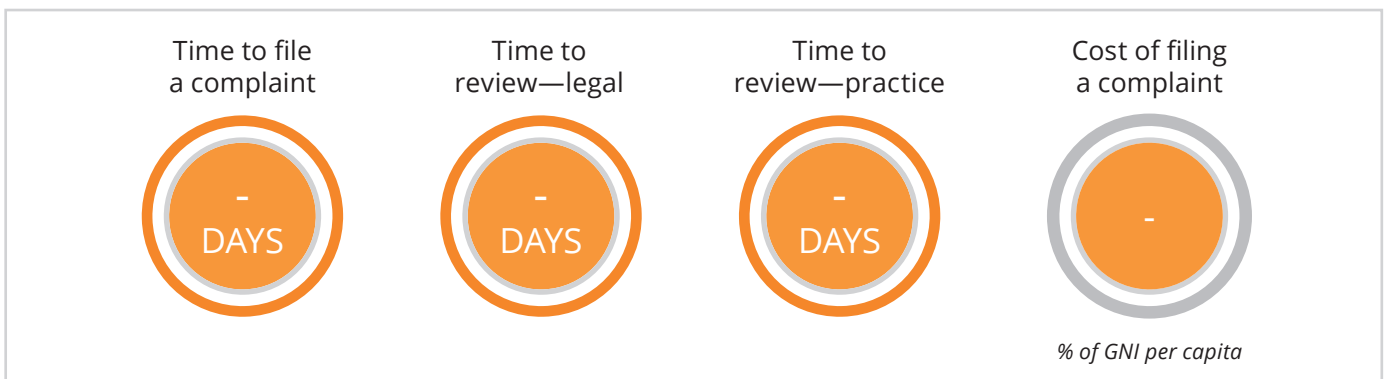 Time to file
a complaint
-
DAYS
Time to
review—legal
-
DAYS
Time to
review—practice
-
DAYS
Cost of filing
a complaint
-
% of GNI per capita